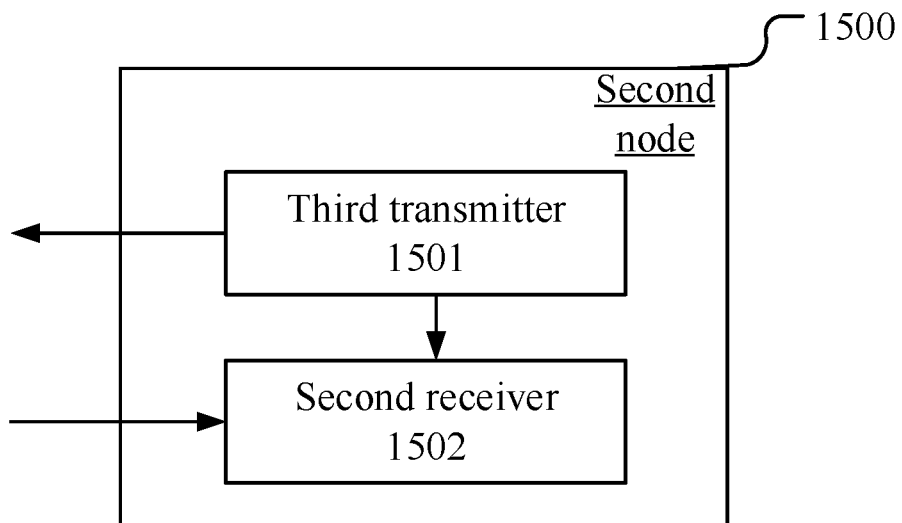 1500
Second
node
Third transmitter
1501
Second receiver
1502